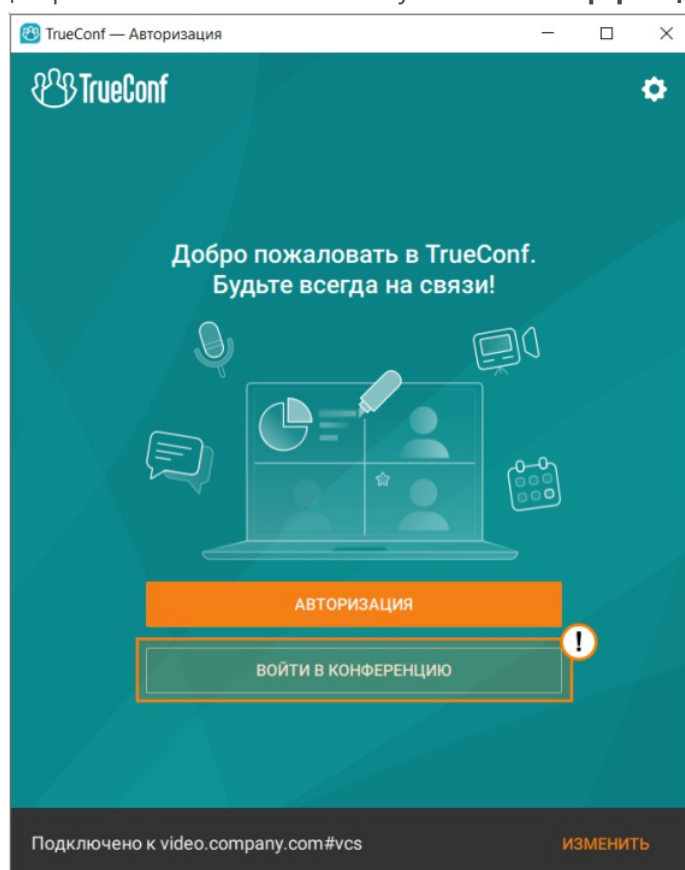 TrueConf — Авторизация
TrueConf
Добро пожаловать в TrueConf.
Будьте всегда на связи!
АВТОРИЗАЦИЯ
!
ВОЙТИ В КОНФЕРЕНЦИЮ
Подключено к video.company.com#vcs
ИЗМЕНИТЬ